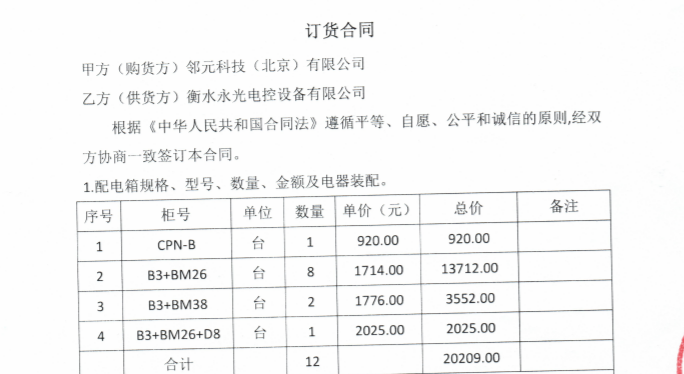 订货合同
甲方（购货方）邻元科技（北京）有限公司
乙方（供货方）衡水永光电控设备有限公司
根据《中华人民共和国合同法》遵循平等、自愿、公平和诚信的原则,经双
方协商一致签订本合同。
1.配电箱规格、型号、数量、金额及电器装配。
序号 柜号 单位 数量 单价（元） 总价 备注
1 CPN-B 台 1 920.00 920.00
2 B3+BM26 台 8 1714.00 13712.00
3 B3+BM38 台 2 1776.00 3552.00
4 B3+BM26+D8 台 1 2025.00 2025.00
合计 12 20209.00